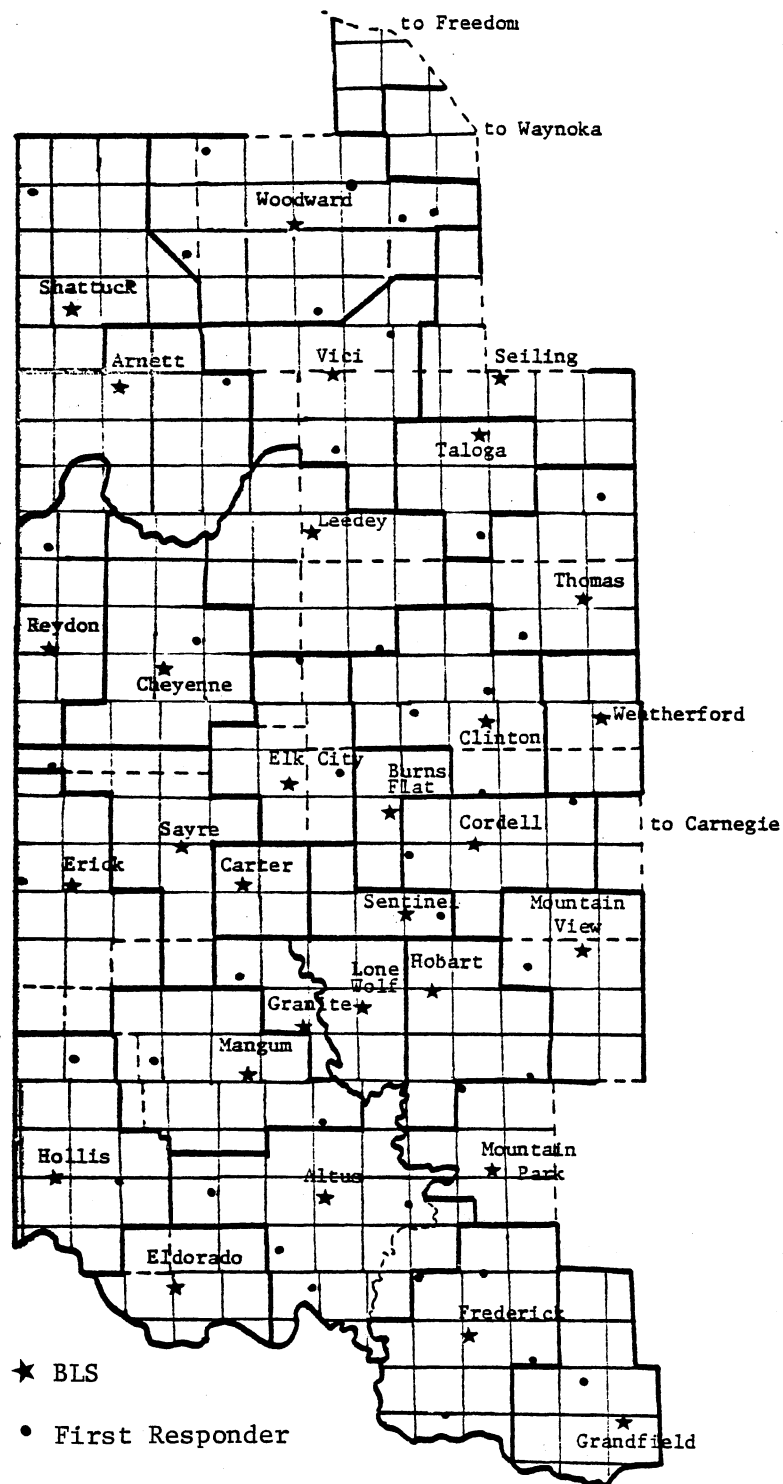 to Freedom
to Waynoka
Woodward
Shattuck
Arnett
Vici
Seiling
Taloga
Leedey
Thomas
Reydon
Cheyenne
Weatherford
Clinton
Elk City
Burns
Flat
Sayre
Cordell
to Carnegie
Erick
Carter
Sentinel
Mountain
View
Lone
Wolf
Hobart
Granite
Mangum
Hollis
Altus
Mountain
Park
Eldorado
Frederick
BLS
First Responder
Grandfield